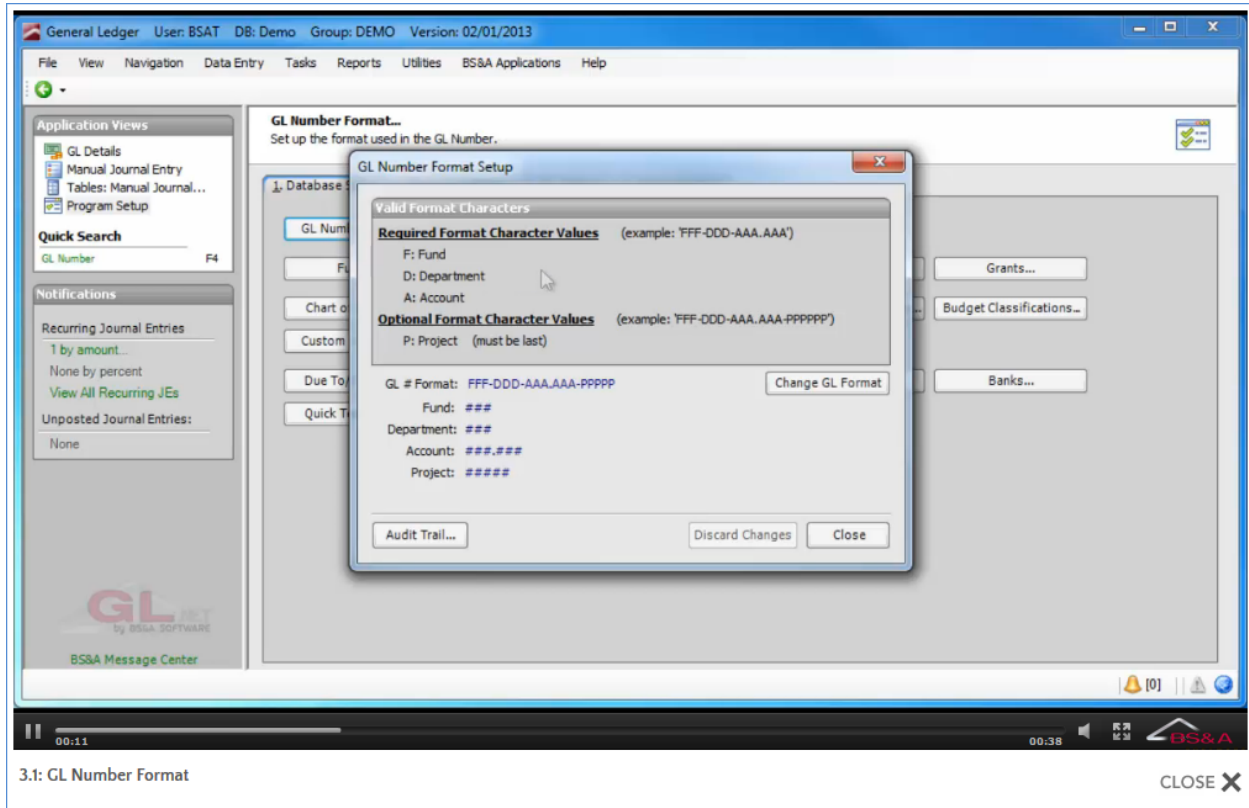 General Ledger User: BSAT DB: Demo Group: DEMO Version: 02/01/2013
File View Navigation Data Entry Tasks Reports Utilities BS&A Applications Help
Application Views
GL Details
Manual Journal Entry
Tables: Manual Journal...
Program Setup
Quick Search
GL Number F4
Notifications
Recurring Journal Entries
1 by amount...
None by percent
View All Recurring JEs
Unposted Journal Entries:
None
GL.NET
by BS&A SOFTWARE
BS&A Message Center
GL Number Format...
Set up the format used in the GL Number.
1. Database S
GL Numb
Fu
Chart o
Custom
Due To/
Quick T
Grants...
Budget Classifications...
Banks...
GL Number Format Setup
Valid Format Characters
Required Format Character Values (example: 'FFF-DDD-AAA.AAA')
F: Fund
D: Department
A: Account
Optional Format Character Values (example: 'FFF-DDD-AAA.AAA-PPPPPP')
P: Project (must be last)
GL # Format: FFF-DDD-AAA.AAA-PPPPP Change GL Format
Fund: ###
Department: ###
Account: ###.###
Project: #####
Audit Trail... Discard Changes Close
[0]
00:11 00:38 BS&A
3.1: GL Number Format
CLOSE X